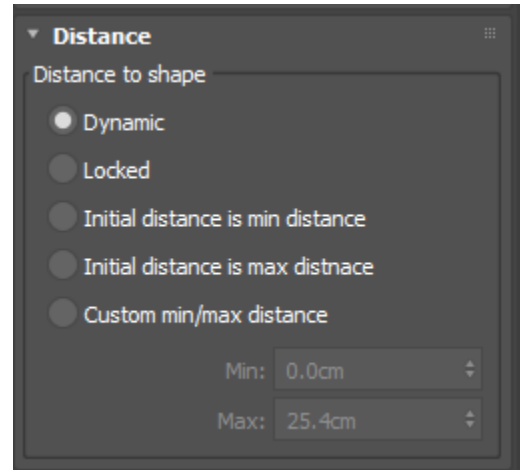 Distance
Distance to shape
Dynamic
Locked
Initial distance is min distance
Initial distance is max distnace
Custom min/max distance
Min: 0.0cm
Max: 25.4cm